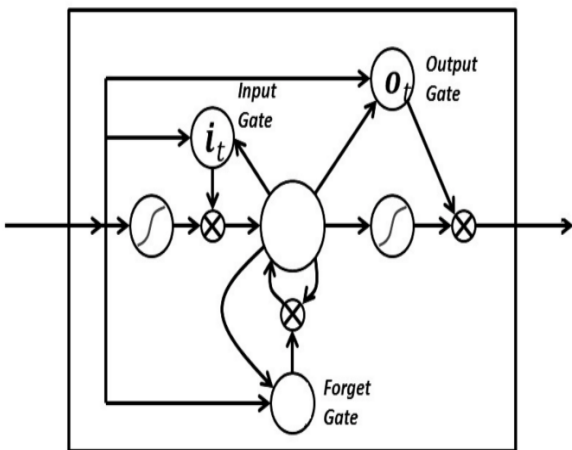 Output
Gate
o_t
Input
Gate
i_t
Forget
Gate